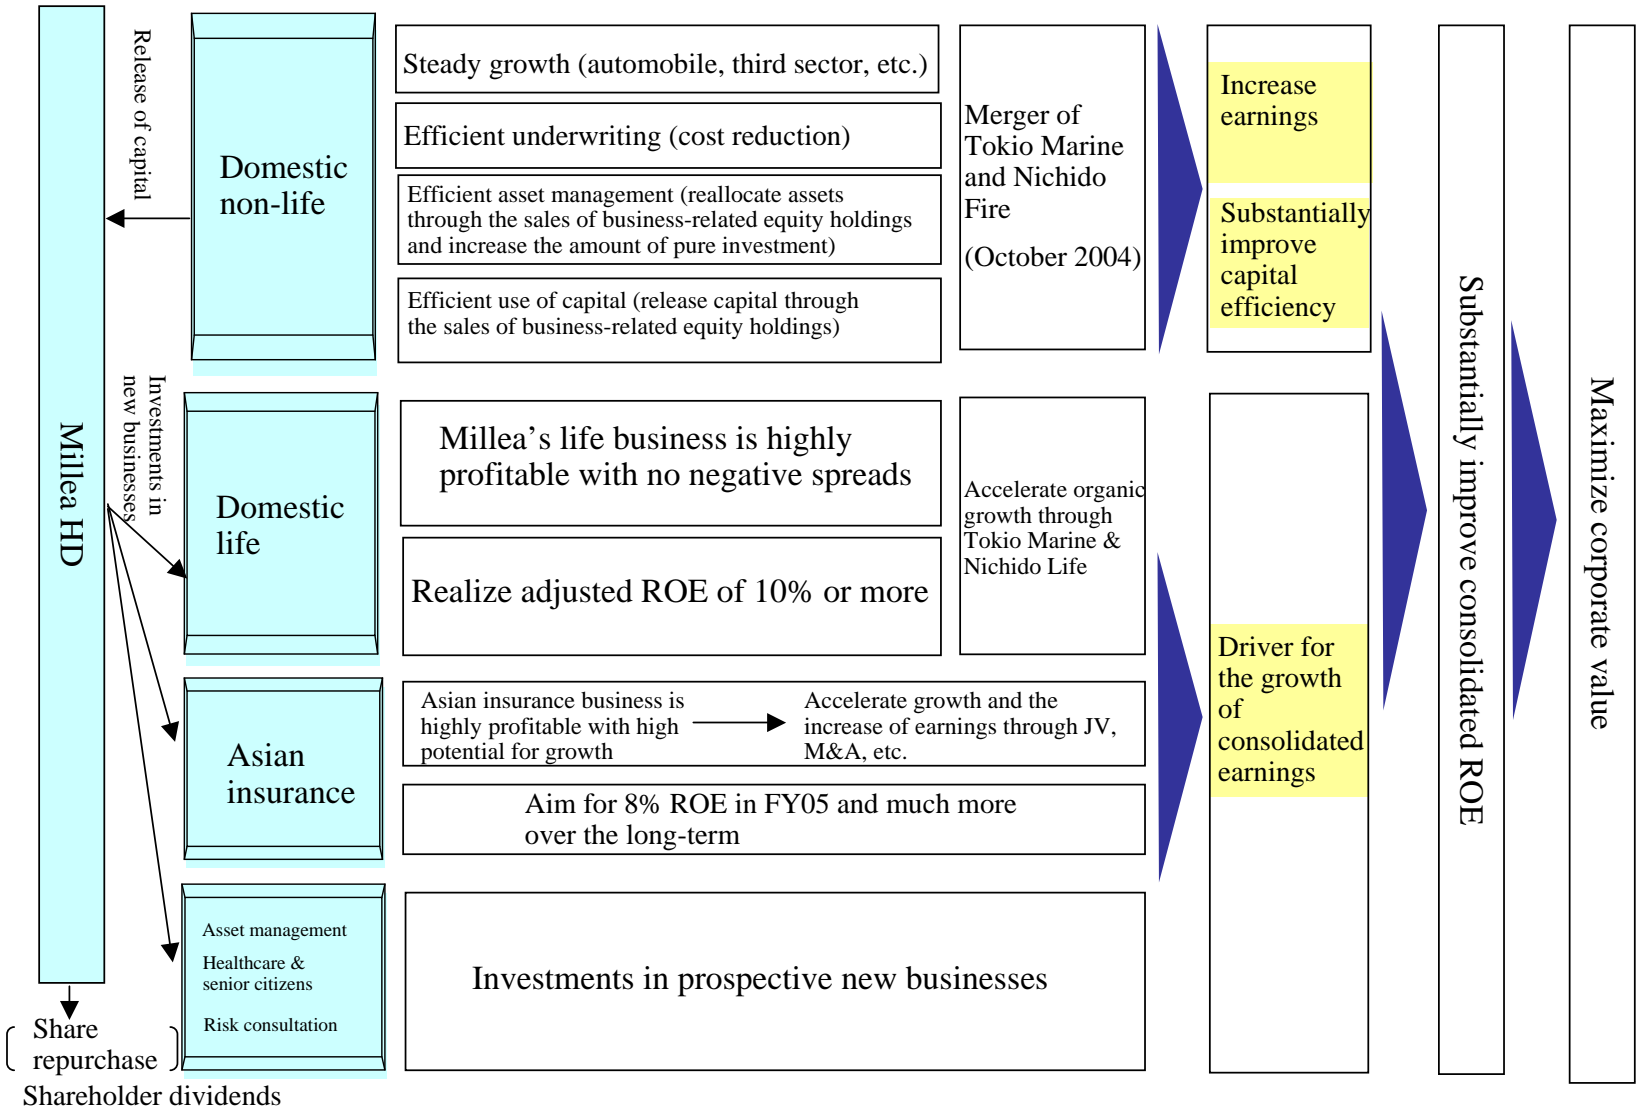 Millea HD
Release of capital
Investments in
new businesses
Share
repurchase
Shareholder dividends
Domestic
non-life
Steady growth (automobile, third sector, etc.)
Efficient underwriting (cost reduction)
Efficient asset management (reallocate assets
through the sales of business-related equity holdings
and increase the amount of pure investment)
Efficient use of capital (release capital through
the sales of business-related equity holdings)
Merger of
Tokio Marine
and Nichido
Fire
(October 2004)
Increase
earnings
Substantially
improve
capital
efficiency
Domestic
life
Millea’s life business is highly
profitable with no negative spreads
Realize adjusted ROE of 10% or more
Accelerate organic
growth through
Tokio Marine &
Nichido Life
Asian
insurance
Asian insurance business is
highly profitable with high
potential for growth
Accelerate growth and the
increase of earnings through JV,
M&A, etc.
Aim for 8% ROE in FY05 and much more
over the long-term
Asset management
Healthcare &
senior citizens
Risk consultation
Investments in prospective new businesses
Driver for
the growth
of
consolidated
earnings
Substantially improve consolidated ROE
Maximize corporate value